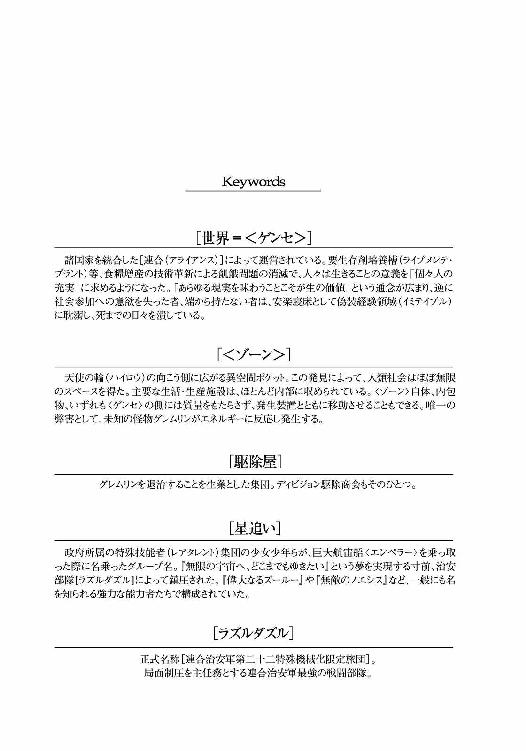 Keywords
［世界＝＜ゲンセ＞］
諸国家を統合した［連合（アライアンス）］によって運営されている。要生存剤培養槽（ライブメンテ・
プラント）等、食糧増産の技術革新による飢餓問題の消滅で、人々は生きることの意義を『個々人の
充実』に求めるようになった。『あらゆる現実を味わうことこそが生の価値』という通念が広まり、逆に
社会参加への意欲を失った者、端から持たない者は、安楽寝床として偽装経験領域（イミテイブル）
に耽溺し、死までの日々を潰している。
［＜ゾーン＞］
天使の輪（ハイロウ）の向こう側に広がる異空間ポケット。この発見によって、人類社会はほぼ無限
のスペースを得た。主要な生活・生産施設は、ほとんど内部に収められている。〈ゾーン〉自体、内包
物、いずれも〈ゲンセ〉の側には質量をもたらさず、発生装置とともに移動させることもできる。唯一の
弊害として、未知の怪物グレムリンがエネルギーに反応し発生する。
［駆除屋］
グレムリンを退治することを生業とした集団。ディビジョン駆除商会もそのひとつ。
［星追い］
政府所属の特殊技能者（レアタレント）集団の少女少年らが、巨大航宙船〈エンペラー〉を乗っ取
った際に名乗ったグループ名。『無限の宇宙へ、どこまでもゆきたい』という夢を実現する寸前、治安
部隊［ラズルダズル］によって鎮圧された。『偉大なるズールー』や『無敵のノエシス』など、一般にも名
を知られる強力な能力者たちで構成されていた。
［ラズルダズル］
正式名称［連合治安軍第二十二特殊機械化限定旅団］。
局面制圧を主任務とする連合治安軍最強の戦闘部隊。